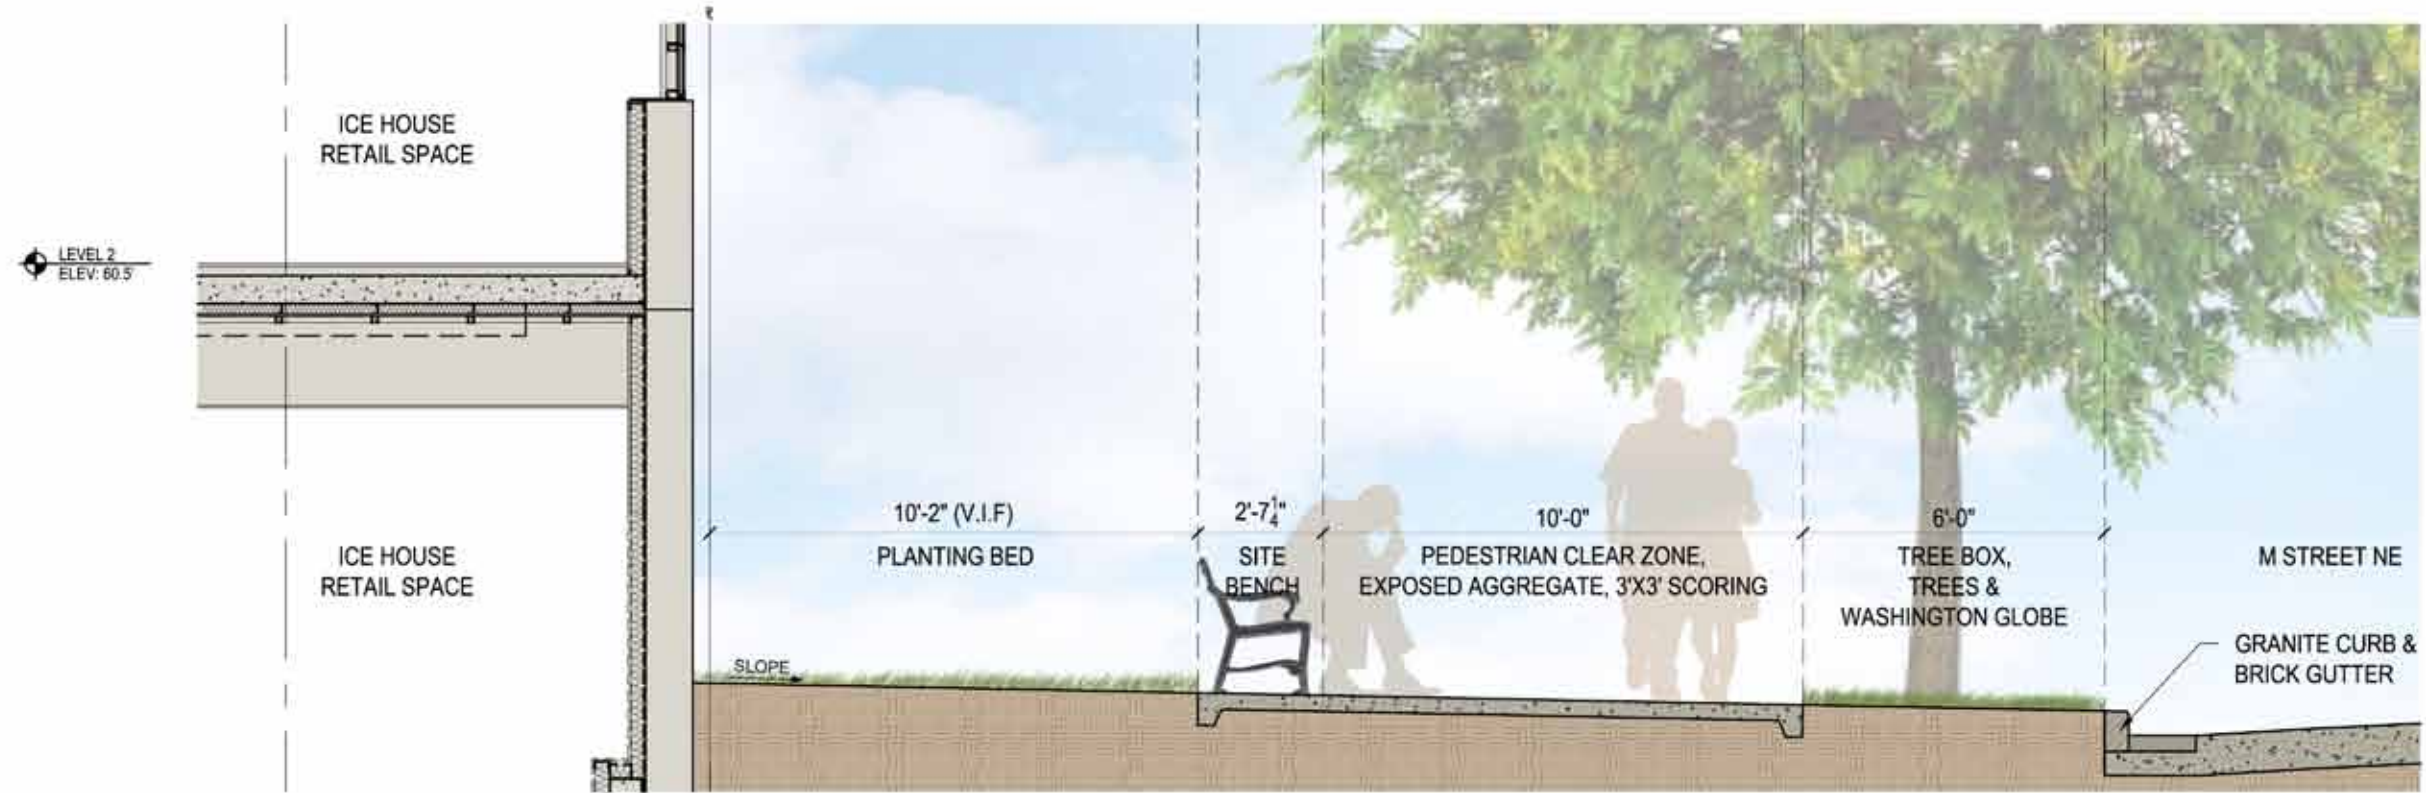 ICE HOUSE
RETAIL SPACE
LEVEL 2
ELEV: 60.5'
ICE HOUSE
RETAIL SPACE
10'-2" (V.I.F)
PLANTING BED
SLOPE
2'-7¼"
SITE
BENCH
10'-0"
PEDESTRIAN CLEAR ZONE,
EXPOSED AGGREGATE, 3'X3' SCORING
6'-0"
TREE BOX,
TREES &
WASHINGTON GLOBE
M STREET NE
GRANITE CURB &
BRICK GUTTER